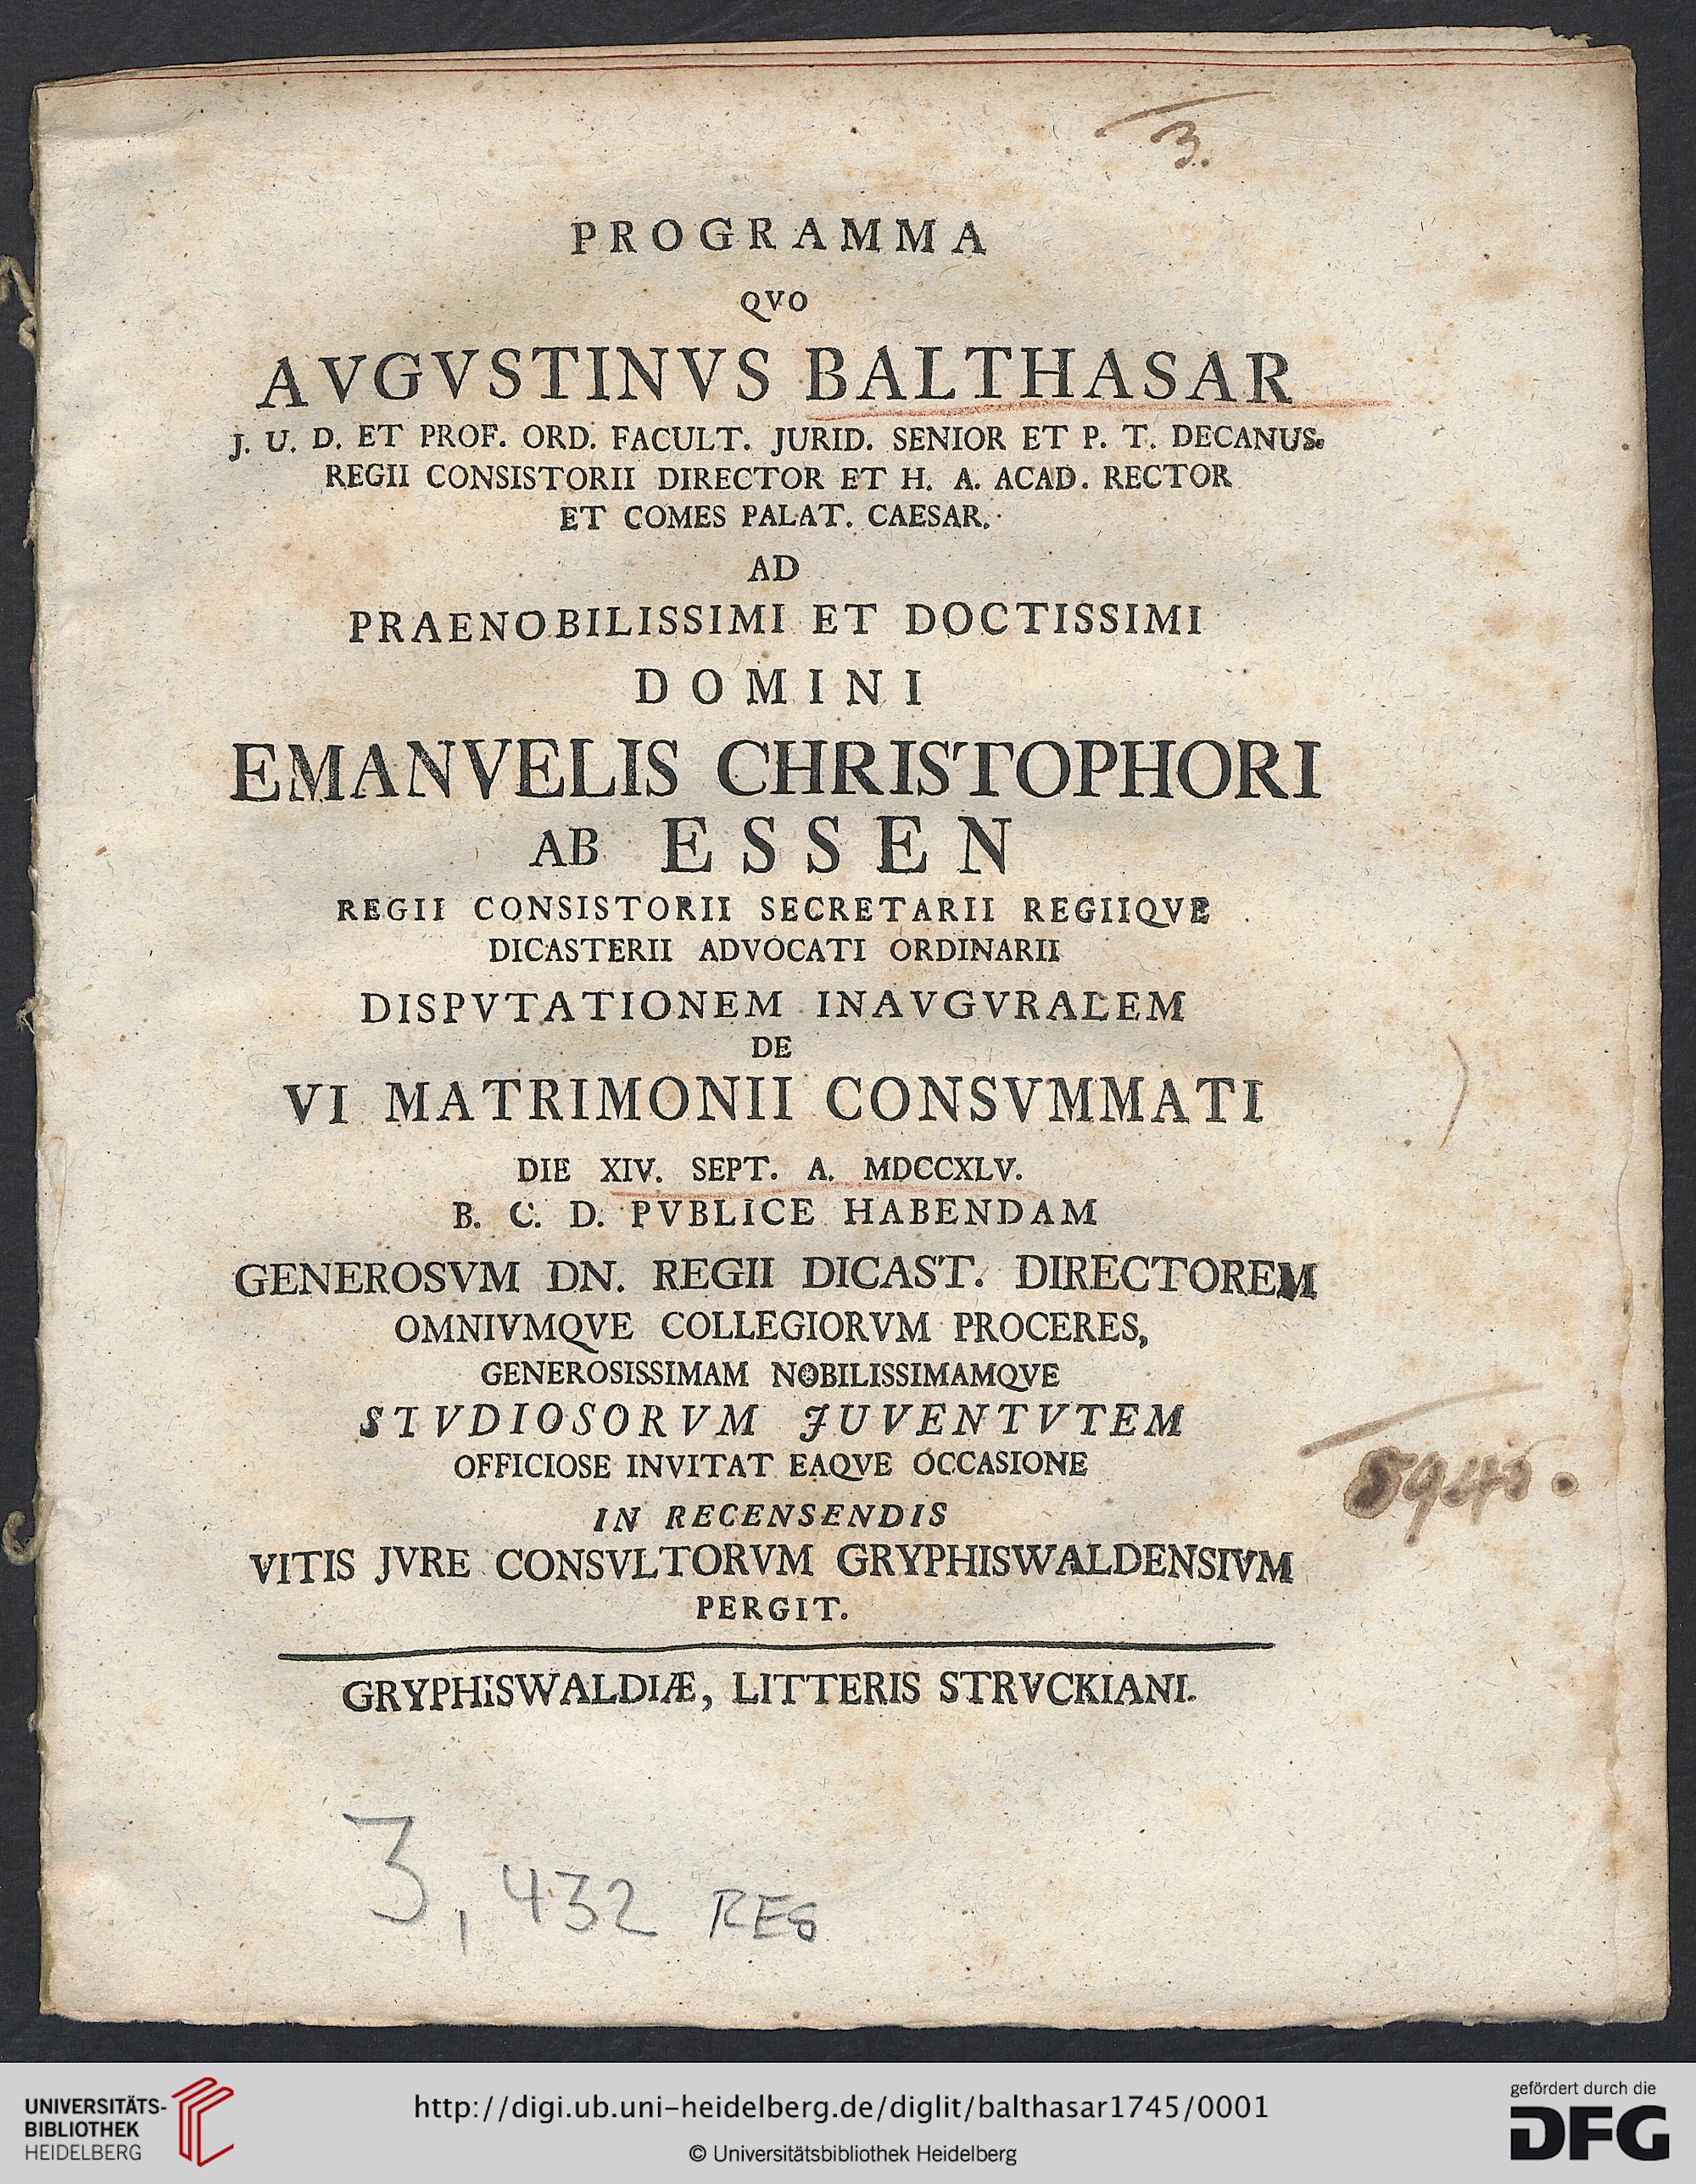 3.
PROGRAMMA
QVO
AVGVSTINVS BALTHASAR
J. U. D. ET PROF. ORD. FACULT. JURID. SENIOR ET P. T. DECANUS.
REGII CONSISTORII DIRECTOR ET H. A. ACAD. RECTOR
ET COMES PALAT. CAESAR.
AD
PRAENOBILISSIMI ET DOCTISSIMI
DOMINI
EMANVELIS CHRISTOPHORI
AB ESSEN
REGII CONSISTORII SECRETARII REGIIQVE
DICASTERII ADVOCATI ORDINARII
DISPVTATIONEM INAVGVRALEM
DE
VI MATRIMONII CONSVMMATI
DIE XIV. SEPT. A. MDCCXLV.
B. C. D. PVBLICE HABENDAM
GENEROSVM DN. REGII DICAST. DIRECTOREM
OMNIVMQVE COLLEGIORVM PROCERES,
GENEROSISSIMAM NOBILISSIMAMQVE
STVDIOSORVM JUVENTVTEM
OFFICIOSE INVITAT EAQVE OCCASIONE
IN RECENSENDIS
VITIS JVRE CONSVLTORVM GRYPHISWALDENSIVM
PERGIT.
GRYPHISWALDIÆ, LITTERIS STRVCKIANI.
3, 432 RES
UNIVERSITÄTS-
BIBLIOTHEK
HEIDELBERG
http://digi.ub.uni-heidelberg.de/diglit/balthasar1745/0001
© Universitätsbibliothek Heidelberg
gefördert durch die
DFG